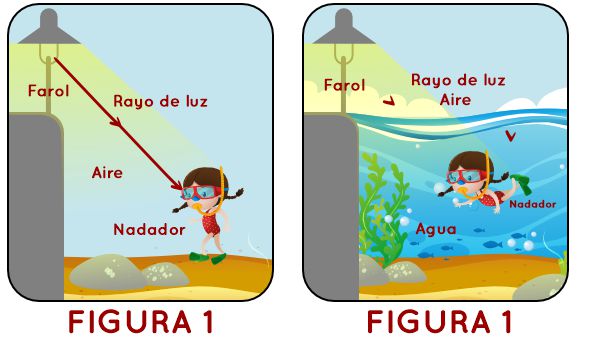 Farol
Rayo de luz
Aire
Nadador
FIGURA 1
Farol
Rayo de luz
Aire
Nadador
Agua
FIGURA 1